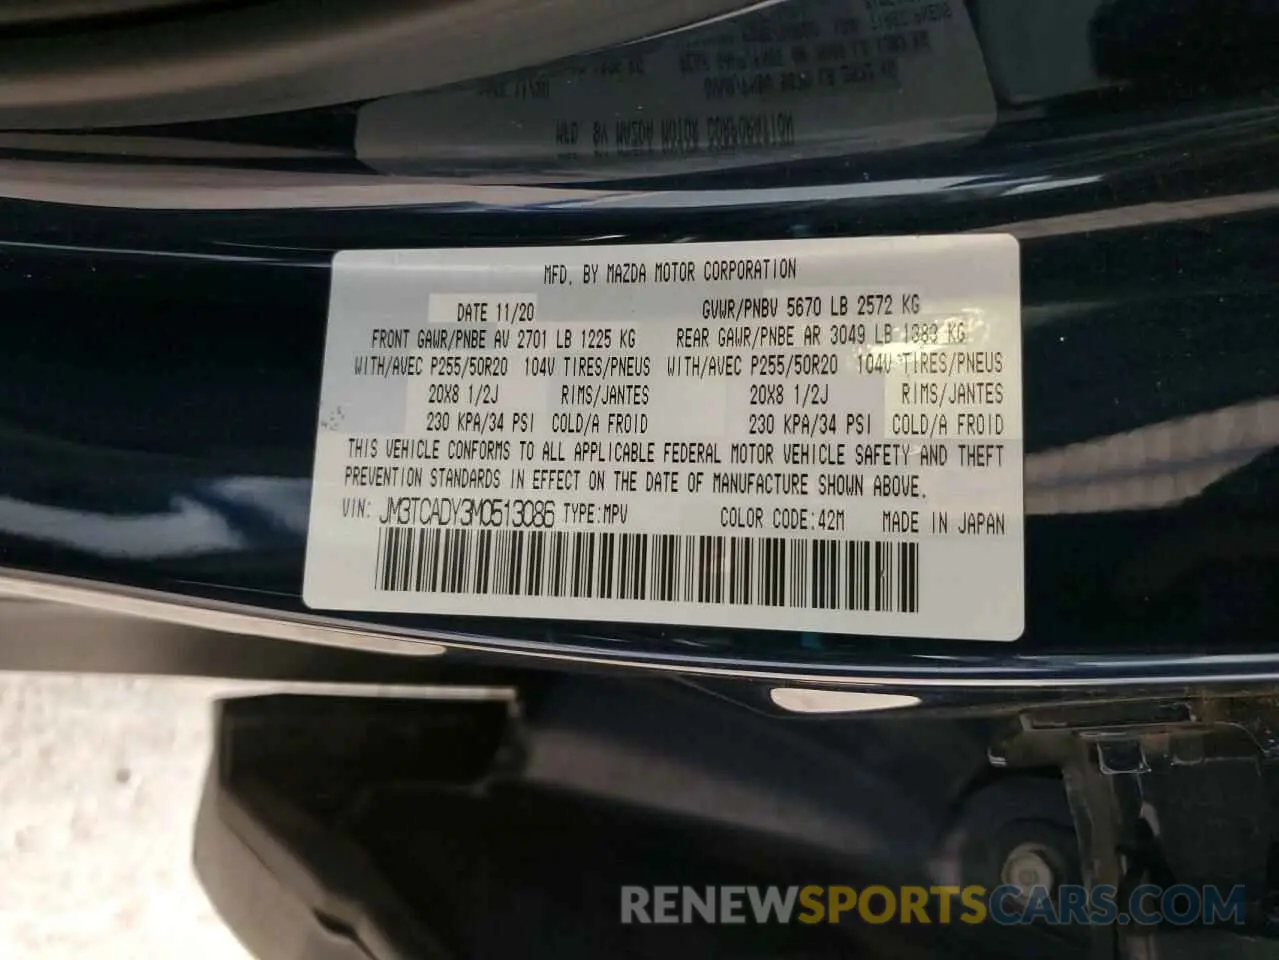 MFD. BY MAZDA MOTOR CORPORATION
DATE 11/20 GVWR/PNBV 5670 LB 2572 KG
FRONT GAWR/PNBE AV 2701 LB 1225 KG REAR GAWR/PNBE AR 3049 LB 1383 KG
WITH/AVEC P255/50R20 104V TIRES/PNEUS WITH/AVEC P255/50R20 104V TIRES/PNEUS
20X8 1/2J RIMS/JANTES 20X8 1/2J RIMS/JANTES
230 KPA/34 PSI COLD/A FROID 230 KPA/34 PSI COLD/A FROID
THIS VEHICLE CONFORMS TO ALL APPLICABLE FEDERAL MOTOR VEHICLE SAFETY AND THEFT
PREVENTION STANDARDS IN EFFECT ON THE DATE OF MANUFACTURE SHOWN ABOVE.
VIN: JM3TCADY3M0513086 TYPE:MPV COLOR CODE:42M MADE IN JAPAN
RENEWSPORTSCARS.COM